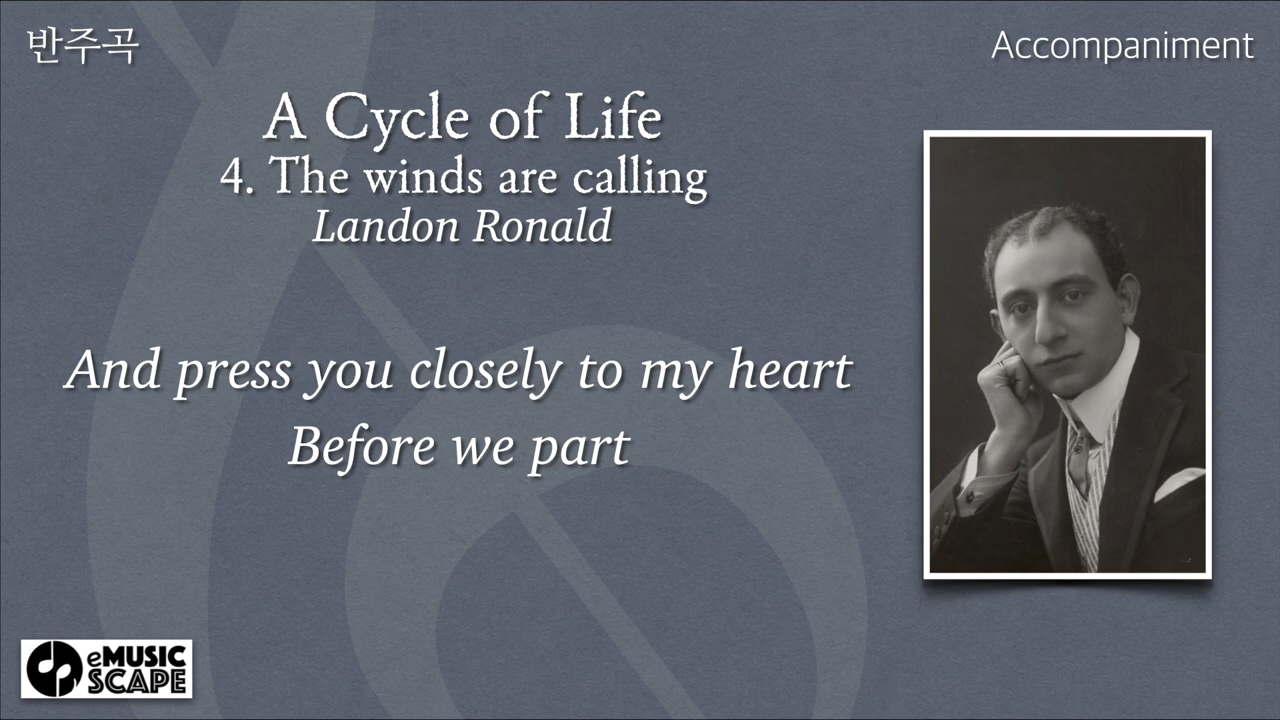 반주곡
Accompaniment
A Cycle of Life
4. The winds are calling
Landon Ronald
And press you closely to my heart
Before we part
eMUSIC
SCAPE